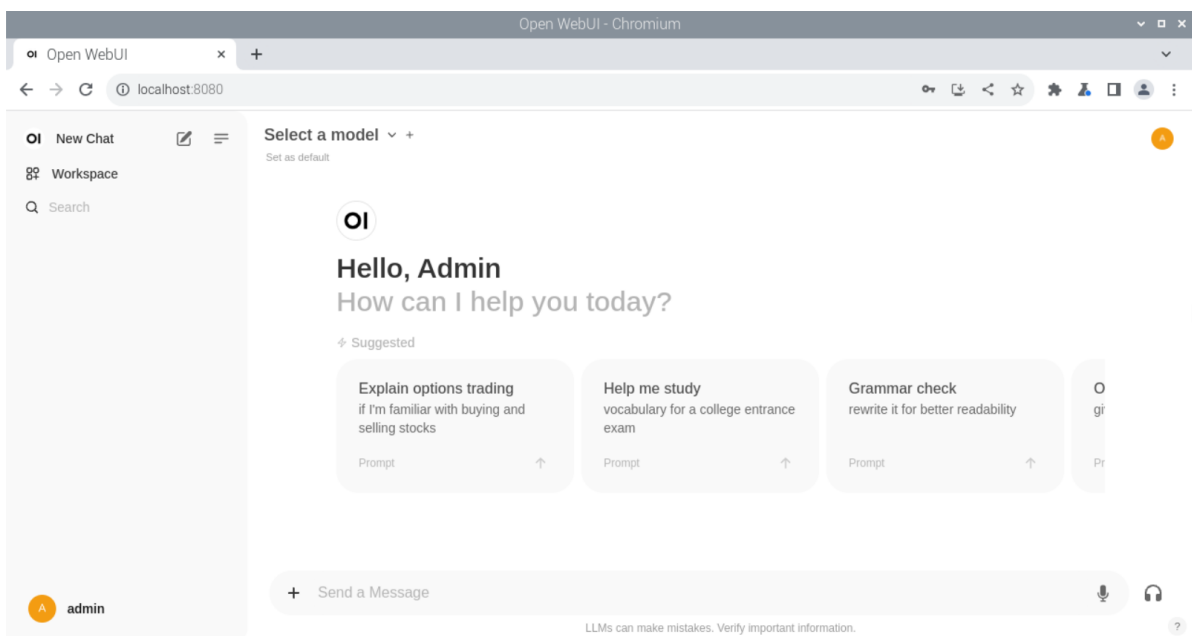 Open WebUI - Chromium
OI Open WebUI
localhost:8080
OI New Chat
Workspace
Search
Select a model
Set as default
A
OI
Hello, Admin
How can I help you today?
Suggested
Explain options trading
if I'm familiar with buying and
selling stocks
Prompt
Help me study
vocabulary for a college entrance
exam
Prompt
Grammar check
rewrite it for better readability
Prompt
O
gi
Pr
A admin
Send a Message
LLMs can make mistakes. Verify important information.
?